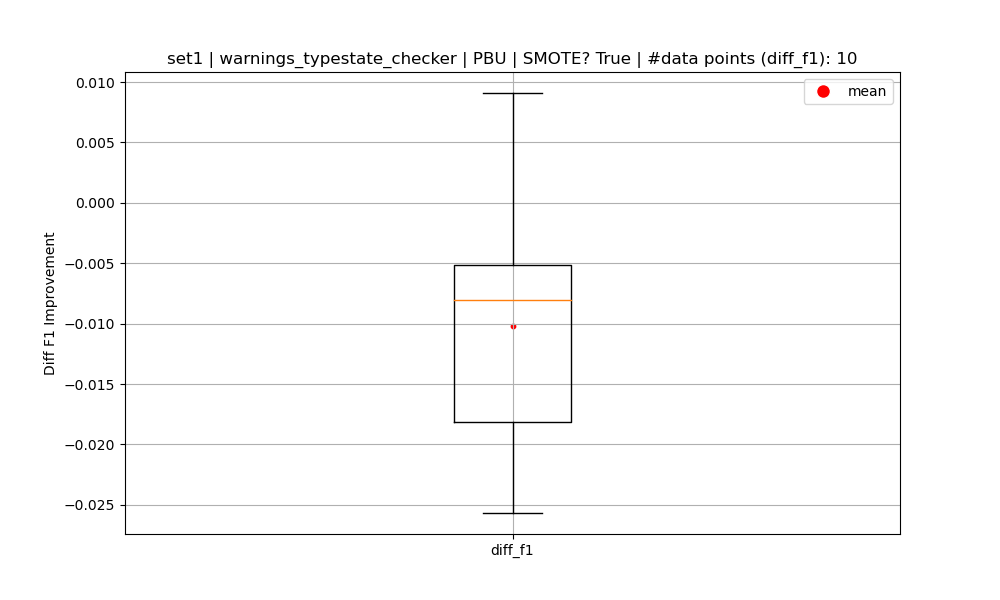 set1 | warnings_typestate_checker | PBU | SMOTE? True | #data points (diff_f1): 10
mean
0.010
0.005
0.000
−0.005
−0.010
−0.015
−0.020
−0.025
Diff F1 Improvement
diff_f1